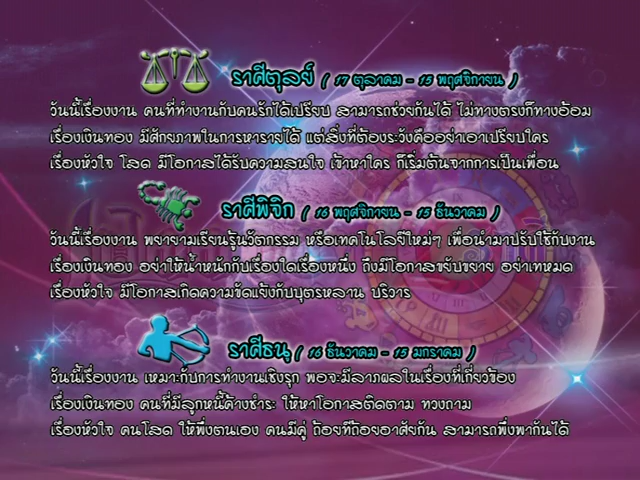 ราศีตุลย์ ( 17 ตุลาคม - 15 พฤศจิกายน )
วันนี้เรื่องงาน คนที่ทำงานกับคนรักได้เปรียบ สามารถช่วยกันได้ ไม่ทางตรงก็ทางอ้อม
เรื่องเงินทอง มีศักยภาพในการหารายได้ แต่สิ่งที่ต้องระวังคืออย่าเอาเปรียบใคร
เรื่องหัวใจ โสด มีโอกาสได้รับความสนใจ เข้าหาใคร ก็เริ่มต้นจากการเป็นเพื่อน
ราศีพิจิก ( 16 พฤศจิกายน - 15 ธันวาคม )
วันนี้เรื่องงาน พยายามเรียนรู้นวัตกรรม หรือเทคโนโลยีใหม่ๆ เพื่อนำมาปรับใช้กับงาน
เรื่องเงินทอง อย่าให้น้ำหนักกับเรื่องใดเรื่องหนึ่ง ถึงมีโอกาสขยับขยาย อย่าเทหมด
เรื่องหัวใจ มีโอกาสเกิดความขัดแย้งกับบุตรหลาน บริวาร
ราศีธนู ( 16 ธันวาคม - 15 มกราคม )
วันนี้เรื่องงาน เหมาะกับการทำงานเชิงรุก พอจะมีลาภผลในเรื่องที่เกี่ยวข้อง
เรื่องเงินทอง คนที่มีลูกหนี้ค้างชำระ ให้หาโอกาสติดตาม ทวงถาม
เรื่องหัวใจ คนโสด ให้พึ่งตนเอง คนมีคู่ ถ้อยทีถ้อยอาศัยกัน สามารถพึ่งพากันได้